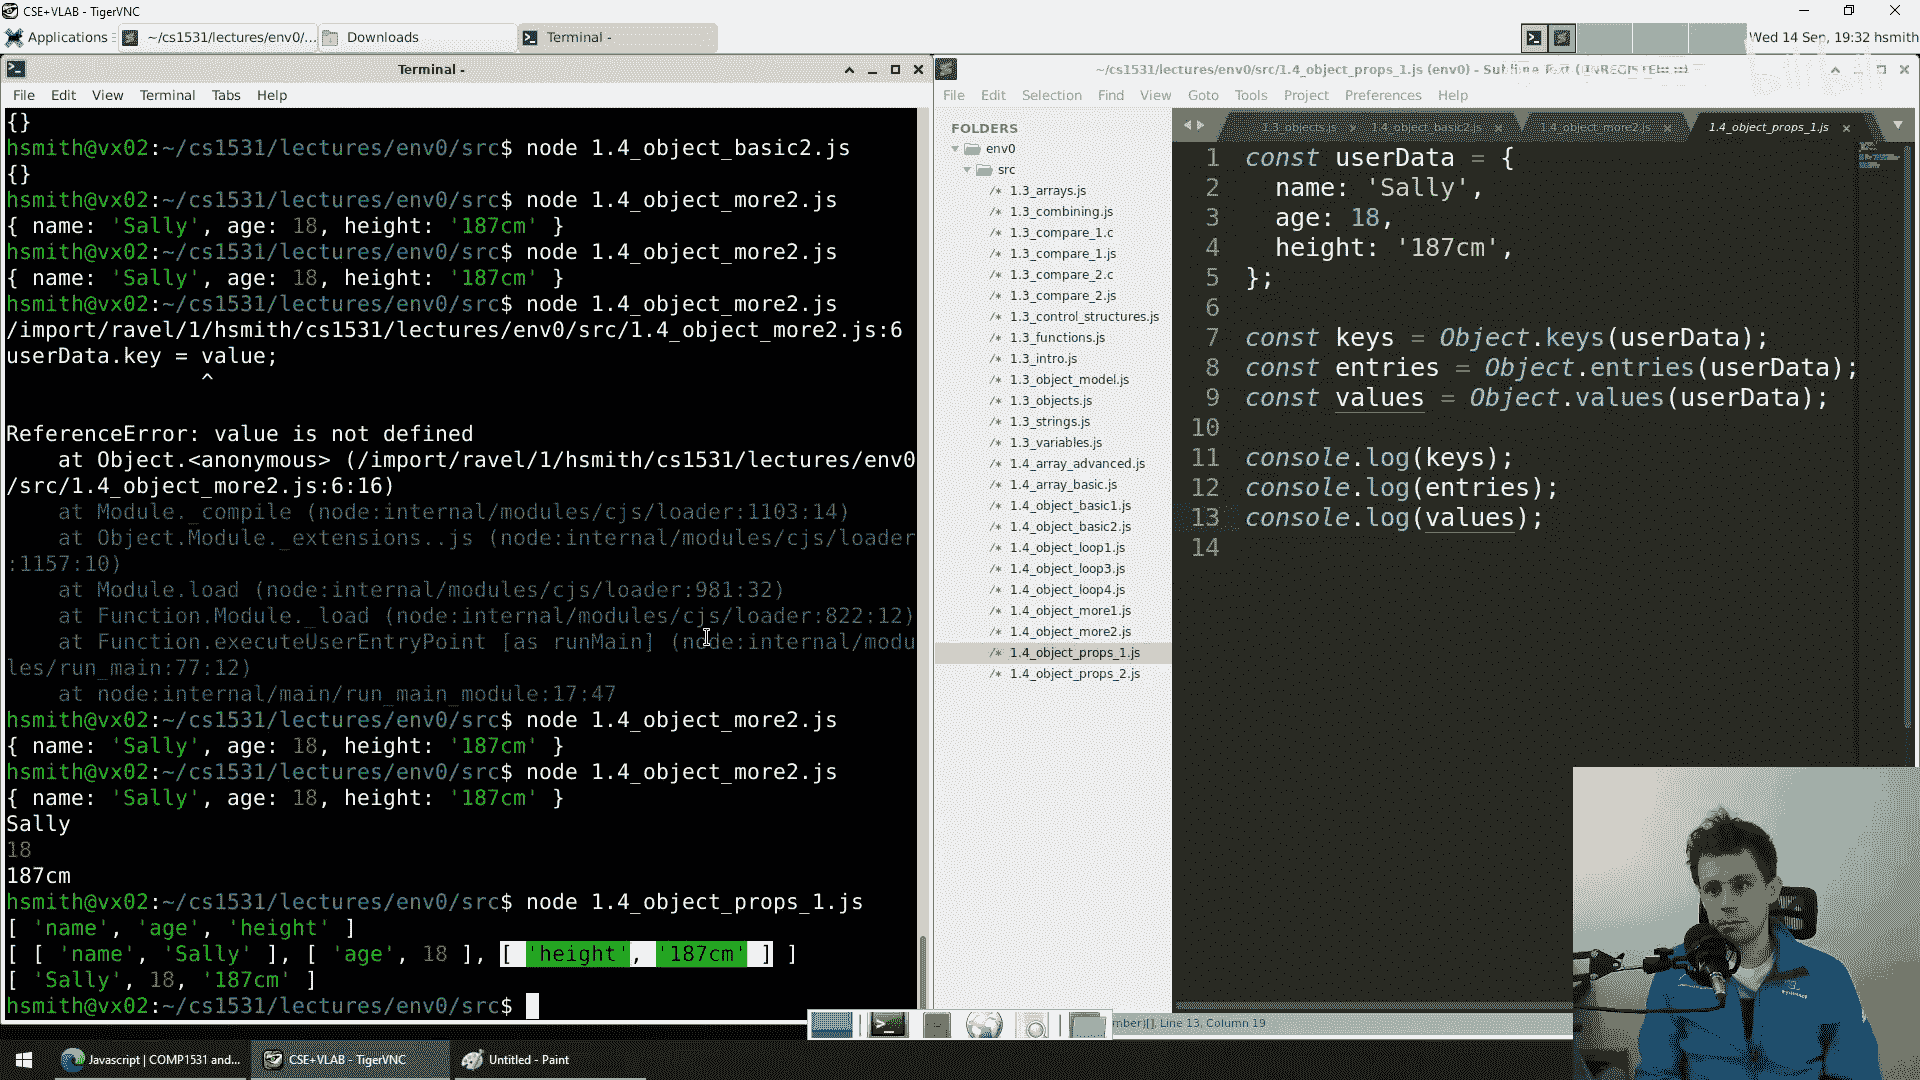 CSE+VLAB - TigerVNC
Applications
~/cs1531/lectures/env0/...
Downloads
Terminal -
Wed 14 Sep, 19:32 hsmith
Terminal -
File Edit View Terminal Tabs Help
{}
hsmith@vx02:~/cs1531/lectures/env0/src$ node 1.4_object_basic2.js
{}
hsmith@vx02:~/cs1531/lectures/env0/src$ node 1.4_object_more2.js
{ name: 'Sally', age: 18, height: '187cm' }
hsmith@vx02:~/cs1531/lectures/env0/src$ node 1.4_object_more2.js
{ name: 'Sally', age: 18, height: '187cm' }
hsmith@vx02:~/cs1531/lectures/env0/src$ node 1.4_object_more2.js
/import/ravel/1/hsmith/cs1531/lectures/env0/src/1.4_object_more2.js:6
userData.key = value;
^
ReferenceError: value is not defined
at Object.<anonymous> (/import/ravel/1/hsmith/cs1531/lectures/env0
/src/1.4_object_more2.js:6:16)
at Module._compile (node:internal/modules/cjs/loader:1103:14)
at Object.Module._extensions..js (node:internal/modules/cjs/loader
:1157:10)
at Module.load (node:internal/modules/cjs/loader:981:32)
at Function.Module._load (node:internal/modules/cjs/loader:822:12)
at Function.executeUserEntryPoint [as runMain] (node:internal/modu
les/run_main:77:12)
at node:internal/main/run_main_module:17:47
hsmith@vx02:~/cs1531/lectures/env0/src$ node 1.4_object_more2.js
{ name: 'Sally', age: 18, height: '187cm' }
hsmith@vx02:~/cs1531/lectures/env0/src$ node 1.4_object_more2.js
{ name: 'Sally', age: 18, height: '187cm' }
Sally
18
187cm
hsmith@vx02:~/cs1531/lectures/env0/src$ node 1.4_object_props_1.js
[ 'name', 'age', 'height' ]
[ [ 'name', 'Sally' ], [ 'age', 18 ], [ 'height', '187cm' ] ]
[ 'Sally', 18, '187cm' ]
hsmith@vx02:~/cs1531/lectures/env0/src$
~/cs1531/lectures/env0/src/1.4_object_props_1.js (env0) - Sublime Text
File Edit Selection Find View Goto Tools Project Preferences Help
FOLDERS
env0
src
/* 1.3_arrays.js
/* 1.3_combining.js
/* 1.3_compare_1.c
/* 1.3_compare_1.js
/* 1.3_compare_2.c
/* 1.3_compare_2.js
/* 1.3_control_structures.js
/* 1.3_functions.js
/* 1.3_intro.js
/* 1.3_object_model.js
/* 1.3_objects.js
/* 1.3_strings.js
/* 1.3_variables.js
/* 1.4_array_advanced.js
/* 1.4_array_basic.js
/* 1.4_object_basic1.js
/* 1.4_object_basic2.js
/* 1.4_object_loop1.js
/* 1.4_object_loop3.js
/* 1.4_object_loop4.js
/* 1.4_object_more1.js
/* 1.4_object_more2.js
/* 1.4_object_props_1.js
/* 1.4_object_props_2.js
1.3_objects.js 1.4_object_basic2.js 1.4_object_more2.js 1.4_object_props_1.js
1 const userData = {
2 name: 'Sally',
3 age: 18,
4 height: '187cm',
5 };
6
7 const keys = Object.keys(userData);
8 const entries = Object.entries(userData);
9 const values = Object.values(userData);
10
11 console.log(keys);
12 console.log(entries);
13 console.log(values);
14
mber)[], Line 13, Column 19
Javascript | COMP1531 and...
CSE+VLAB - TigerVNC
Untitled - Paint